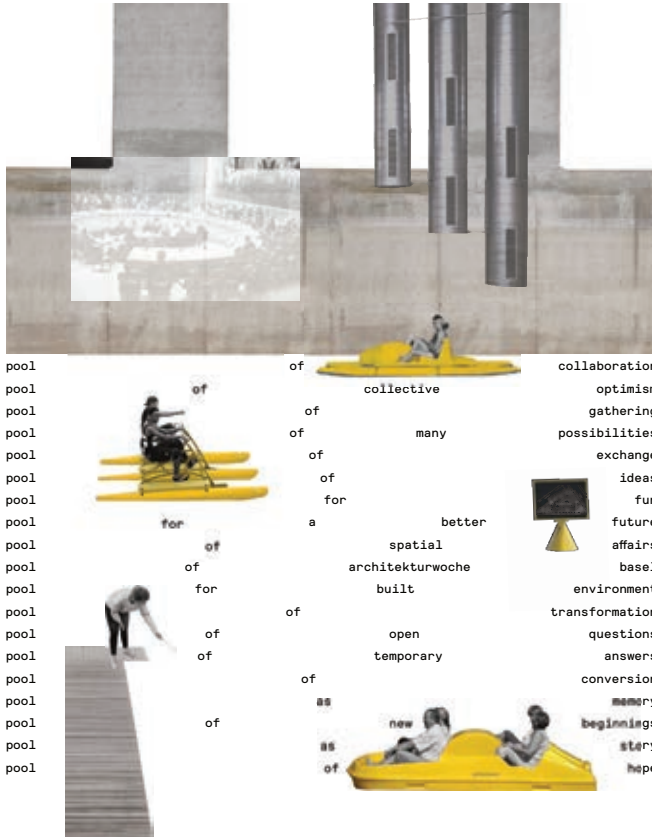 pool of collaboration
pool of collective optimism
pool of gathering
pool of many possibilities
pool of exchange
pool of ideas
pool for fun
pool for a better future
pool of spatial affairs
pool of architekturwoche basel
pool for built environment
pool of transformation
pool of open questions
pool of temporary answers
pool of conversion
pool as memory
pool of new beginnings
pool as story
pool of hope